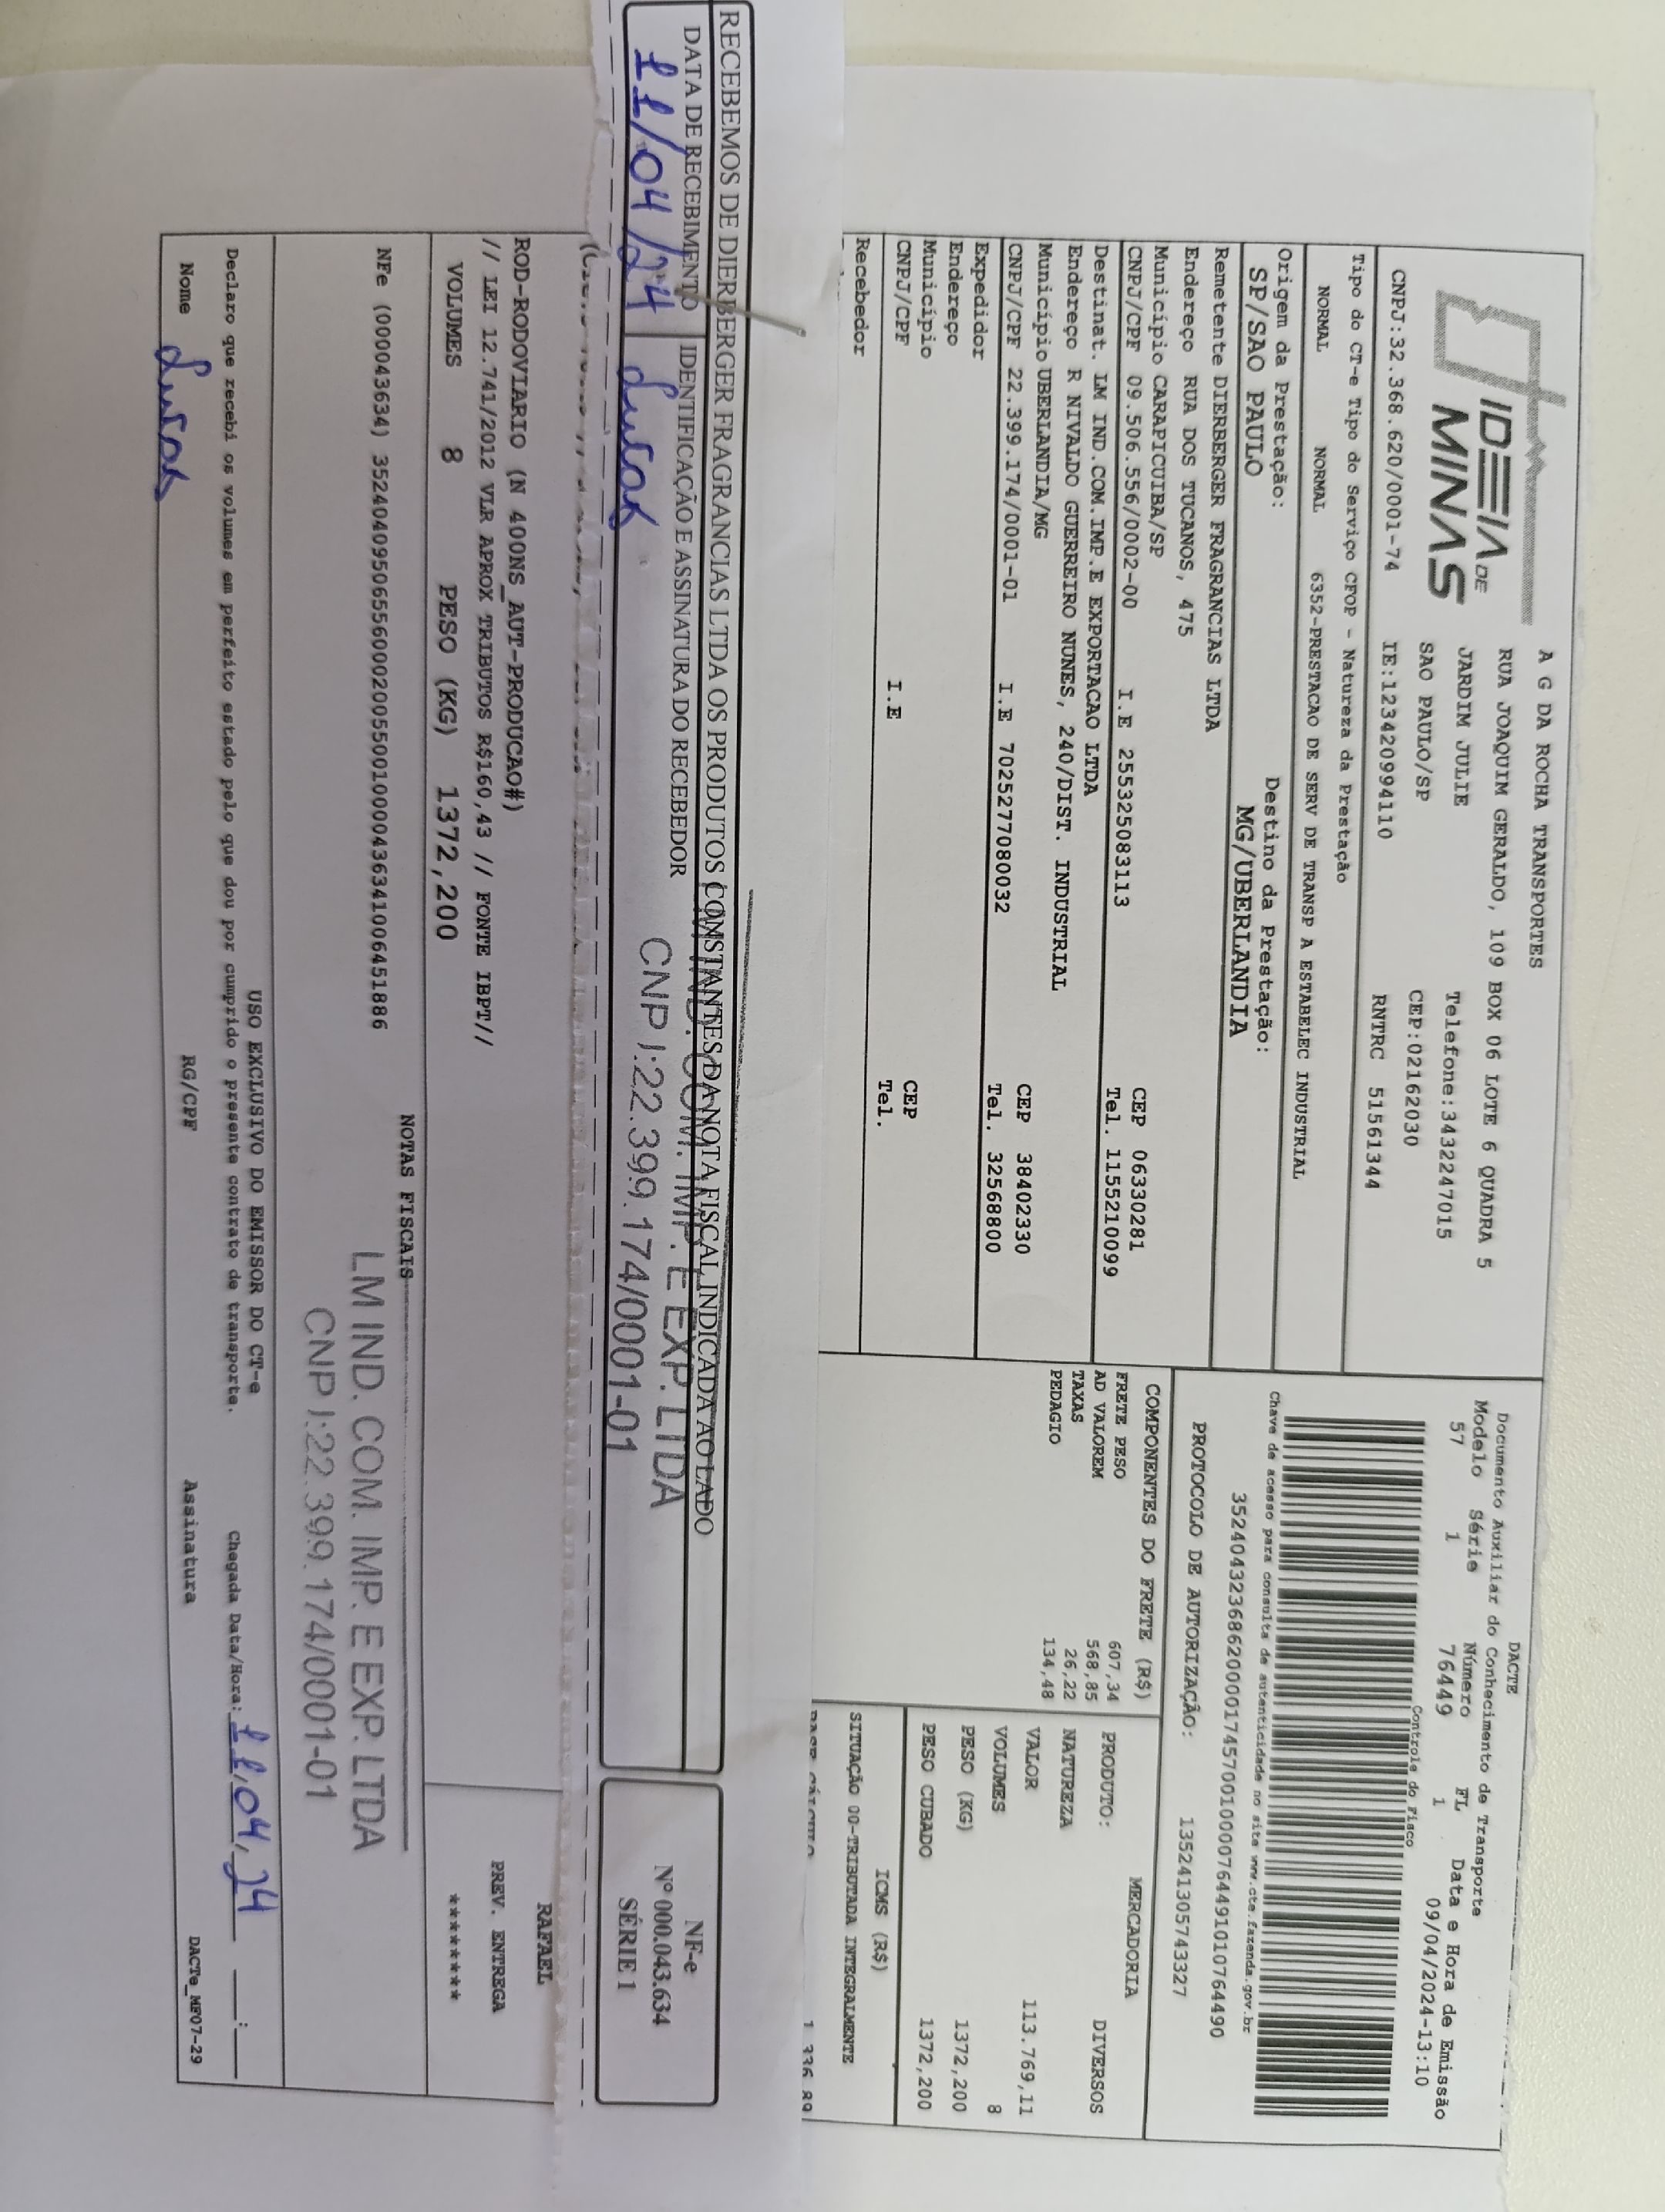 IDEIA DE
MINAS
A G DA ROCHA TRANSPORTES
RUA JOAQUIM GERALDO, 109 BOX 06 LOTE 6 QUADRA 5
JARDIM JULIE Telefone:3432247015
SAO PAULO/SP CEP:02162030
CNPJ:32.368.620/0001-74 IE:123420994110 RNTRC 51561344
Tipo do CT-e Tipo do Serviço CFOP - Natureza da Prestação
NORMAL NORMAL 6352-PRESTACAO DE SERV DE TRANSP A ESTABELEC INDUSTRIAL
Origem da Prestação: Destino da Prestação:
SP/SAO PAULO MG/UBERLANDIA
Remetente DIERBERGER FRAGRANCIAS LTDA
Endereço RUA DOS TUCANOS, 475
Município CARAPICUIBA/SP CEP 06330281
CNPJ/CPF 09.506.556/0002-00 I.E 255325083113 Tel. 1155210099
Destinat. LM IND.COM.IMP.E EXPORTACAO LTDA
Endereço R NIVALDO GUERREIRO NUNES, 240/DIST. INDUSTRIAL
Município UBERLANDIA/MG CEP 38402330
CNPJ/CPF 22.399.174/0001-01 I.E 7025277080032 Tel. 32568800
Expedidor
Endereço
Município CEP
CNPJ/CPF I.E Tel.
Recebedor
DACTE
Documento Auxiliar do Conhecimento de Transporte
Modelo Série Número FL Data e Hora de Emissão
57 1 76449 1 09/04/2024-13:10
Controle do Fisco
Chave de acesso para consulta de autenticidade no site www.cte.fazenda.gov.br
35240432368620000174570010000764491010764490
PROTOCOLO DE AUTORIZAÇÃO: 135241305743327
COMPONENTES DO FRETE (R$)
FRETE PESO 607,34
AD VALOREM 568,85
TAXAS 26,22
PEDAGIO 134,48
MERCADORIA
PRODUTO: DIVERSOS
NATUREZA
VALOR 113.769,11
VOLUMES 8
PESO (KG) 1372,200
PESO CUBADO 1372,200
ICMS (R$)
SITUAÇÃO 00-TRIBUTADA INTEGRALMENTE
RECEBEMOS DE DIERBERGER FRAGRANCIAS LTDA OS PRODUTOS CONSTANTES DA NOTA FISCAL INDICADA AO LADO
DATA DE RECEBIMENTO IDENTIFICAÇÃO E ASSINATURA DO RECEBEDOR
11/04/24 Lucas
IND. COM. IMP. E EXP. LTDA
CNPJ:22.399.174/0001-01
NF-e
Nº 000.043.634
SÉRIE 1
ROD-RODOVIARIO (N 400NS_AUT-PRODUCAO#)
// LEI 12.741/2012 VLR APROX TRIBUTOS R$160,43 // FONTE IBPT//
VOLUMES 8 PESO (KG) 1372,200
RAFAEL
PREV. ENTREGA
********
NOTAS FISCAIS
NFe (000043634) 35240409506556000200550010000436341006451886
LM IND. COM. IMP. E EXP. LTDA
CNPJ:22.399.174/0001-01
USO EXCLUSIVO DO EMISSOR DO CT-e
Declaro que recebi os volumes em perfeito estado pelo que dou por cumprido o presente contrato de transporte. Chegada Data/Hora: 11,04,24 __:__
Nome Lucas RG/CPF Assinatura DACTe_MF07-29